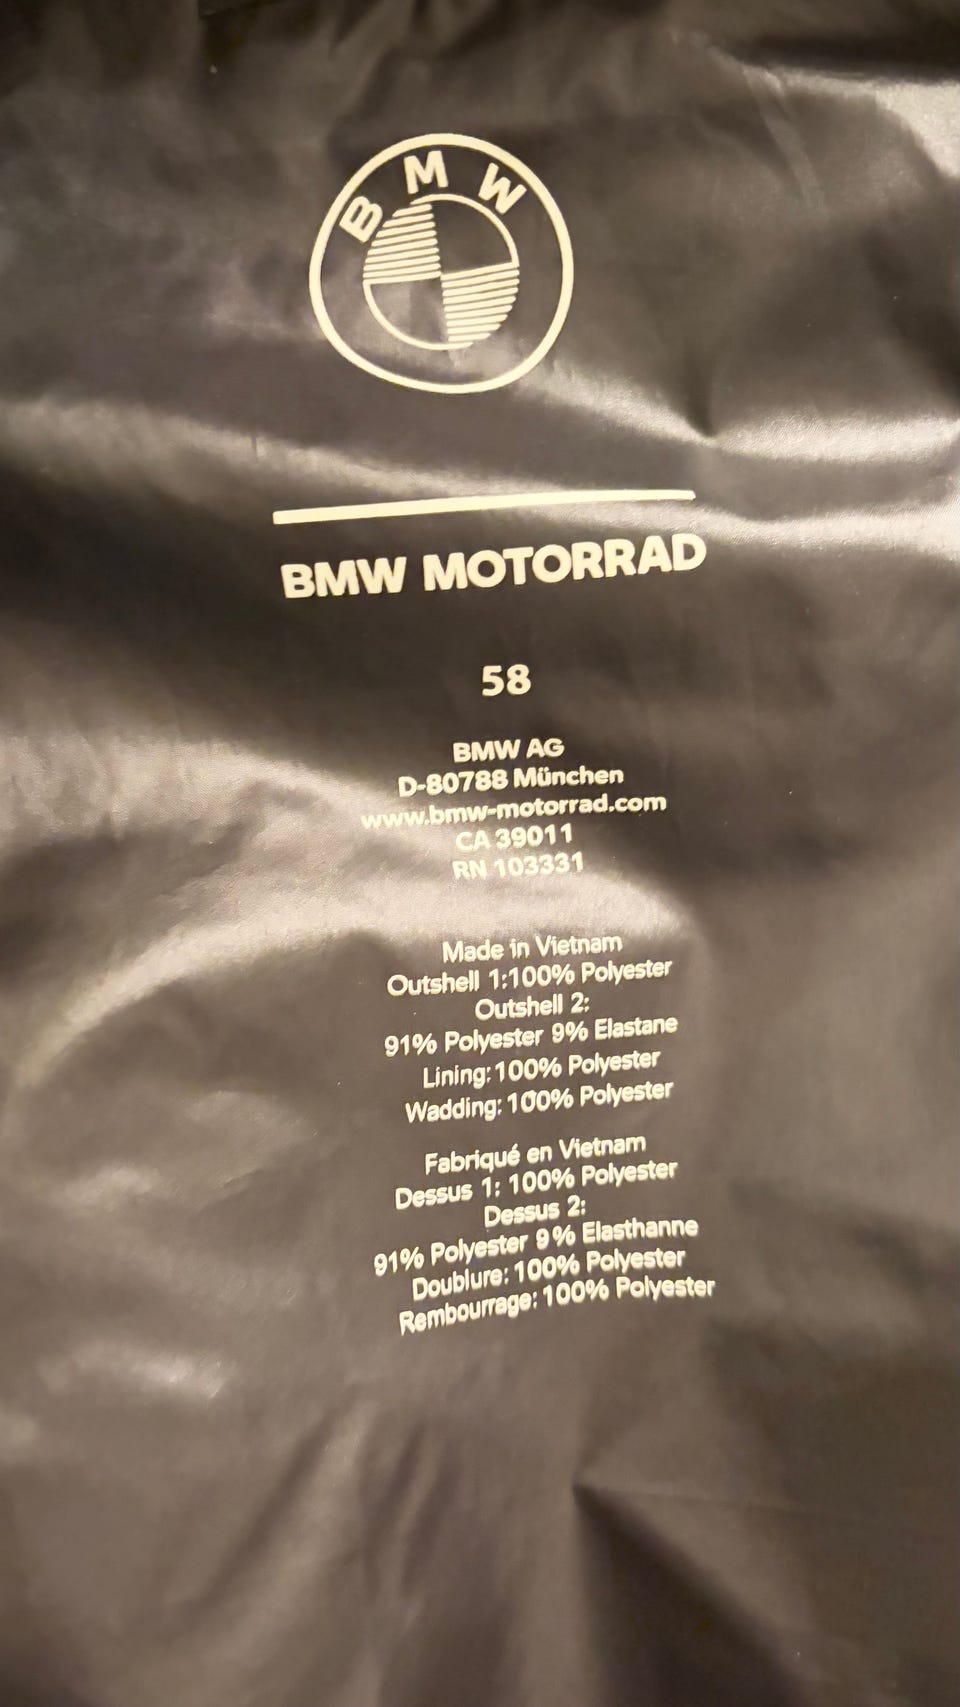 BMW
BMW MOTORRAD
58
BMW AG
D-80788 München
www.bmw-motorrad.com
CA 39011
RN 103331
Made in Vietnam
Outshell 1:100% Polyester
Outshell 2:
91% Polyester 9% Elastane
Lining: 100% Polyester
Wadding: 100% Polyester
Fabriqué en Vietnam
Dessus 1: 100% Polyester
Dessus 2:
91% Polyester 9% Elasthanne
Doublure: 100% Polyester
Rembourrage: 100% Polyester